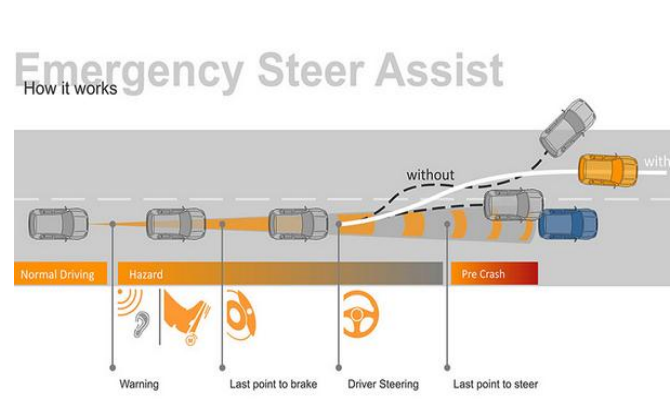 Emergency Steer Assist
How it works
without
with
Normal Driving
Hazard
Pre Crash
Warning
Last point to brake
Driver Steering
Last point to steer